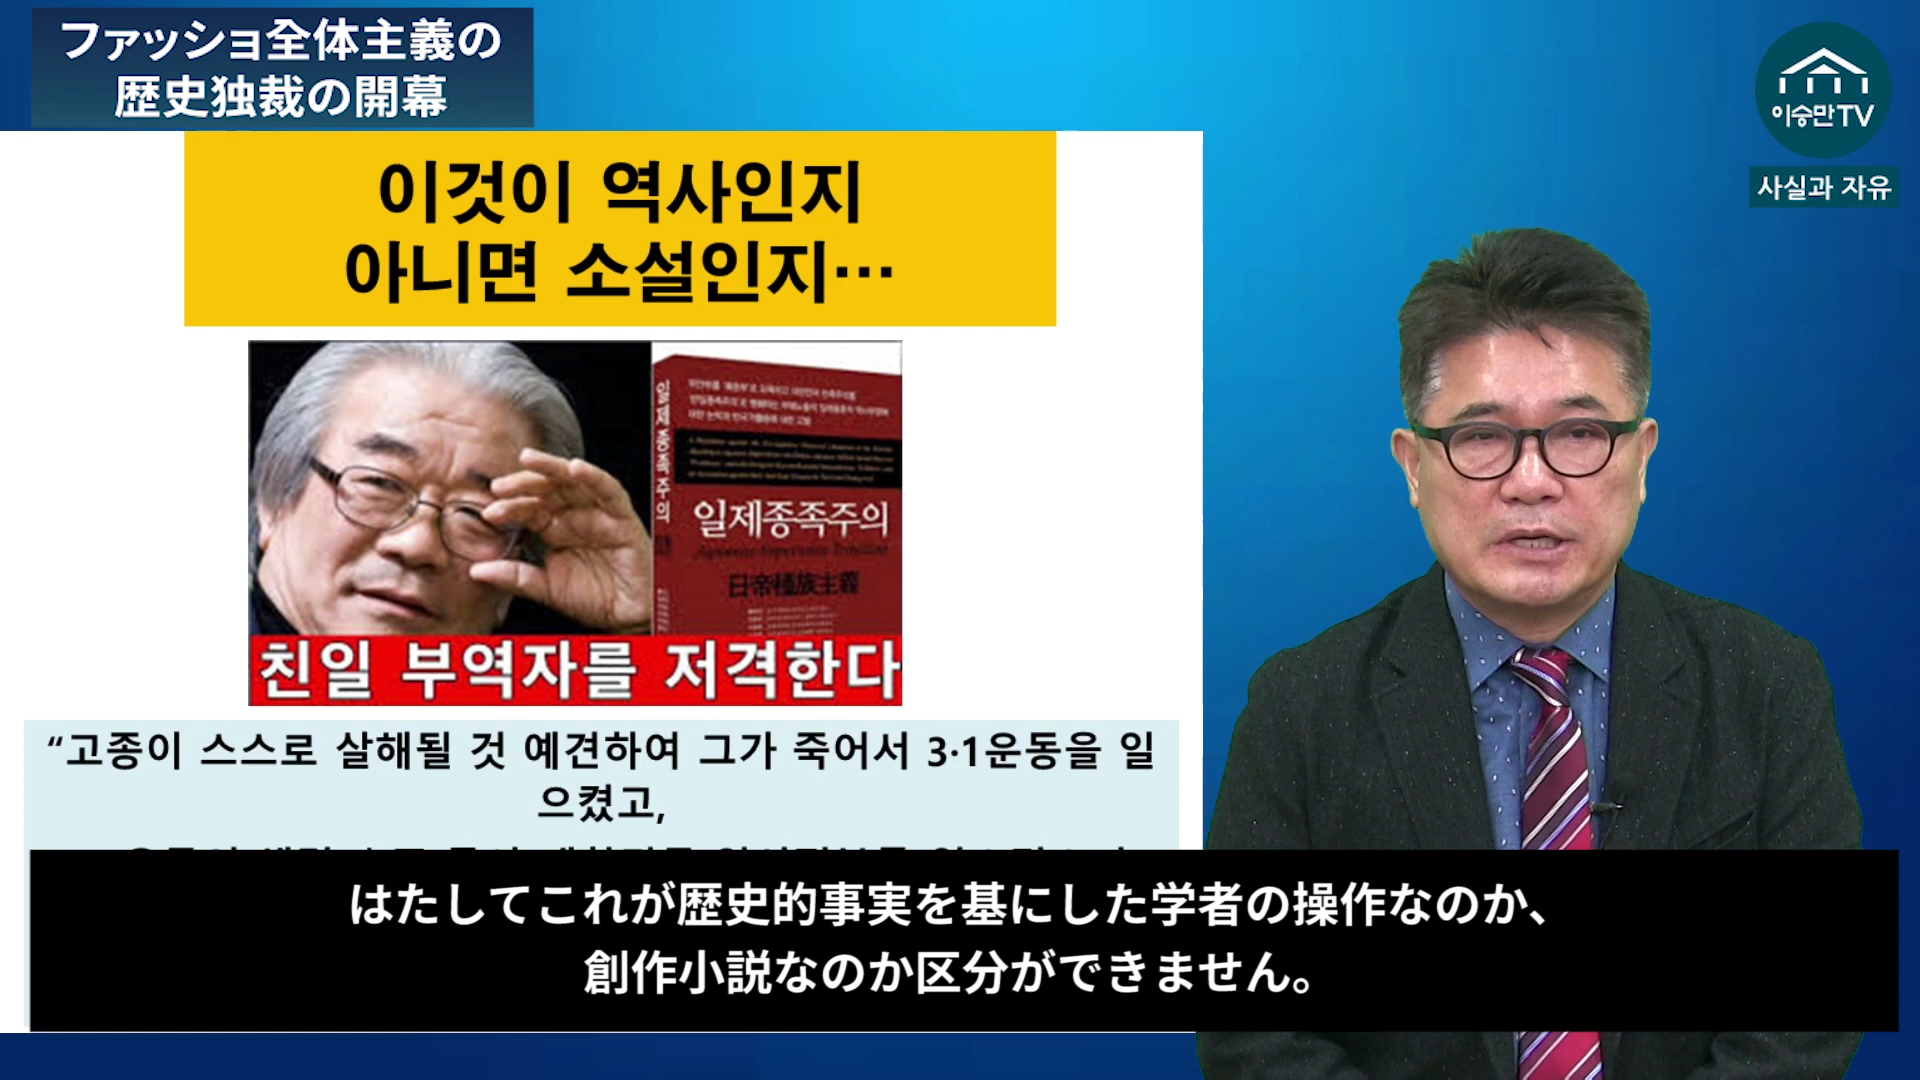 ファッショ全体主義の
歴史独裁の開幕
이승만TV
사실과 자유
이것이 역사인지
아니면 소설인지…
일제종족주의
일제종족주의
日帝種族主義
친일 부역자를 저격한다
“고종이 스스로 살해될 것 예견하여 그가 죽어서 3·1운동을 일
으켰고,
はたしてこれが歴史的事実を基にした学者の操作なのか、
創作小説なのか区分ができません。